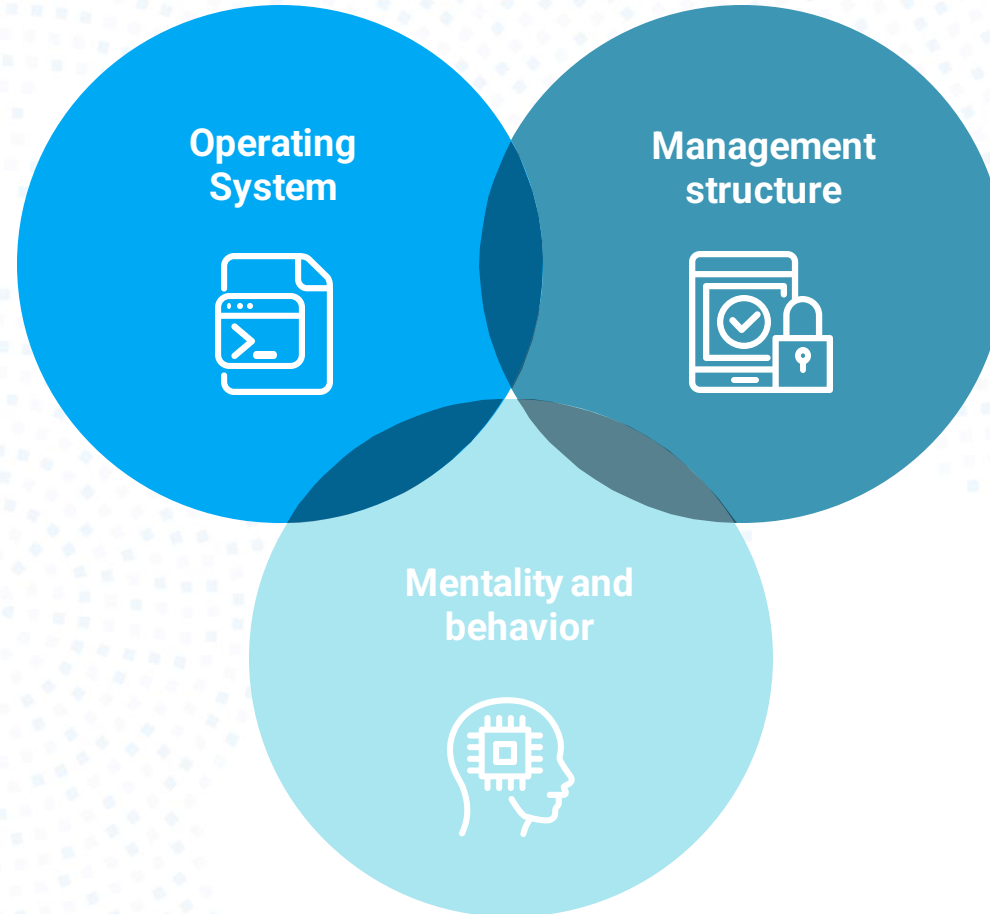 Operating
System
Management
structure
Mentality and
behavior